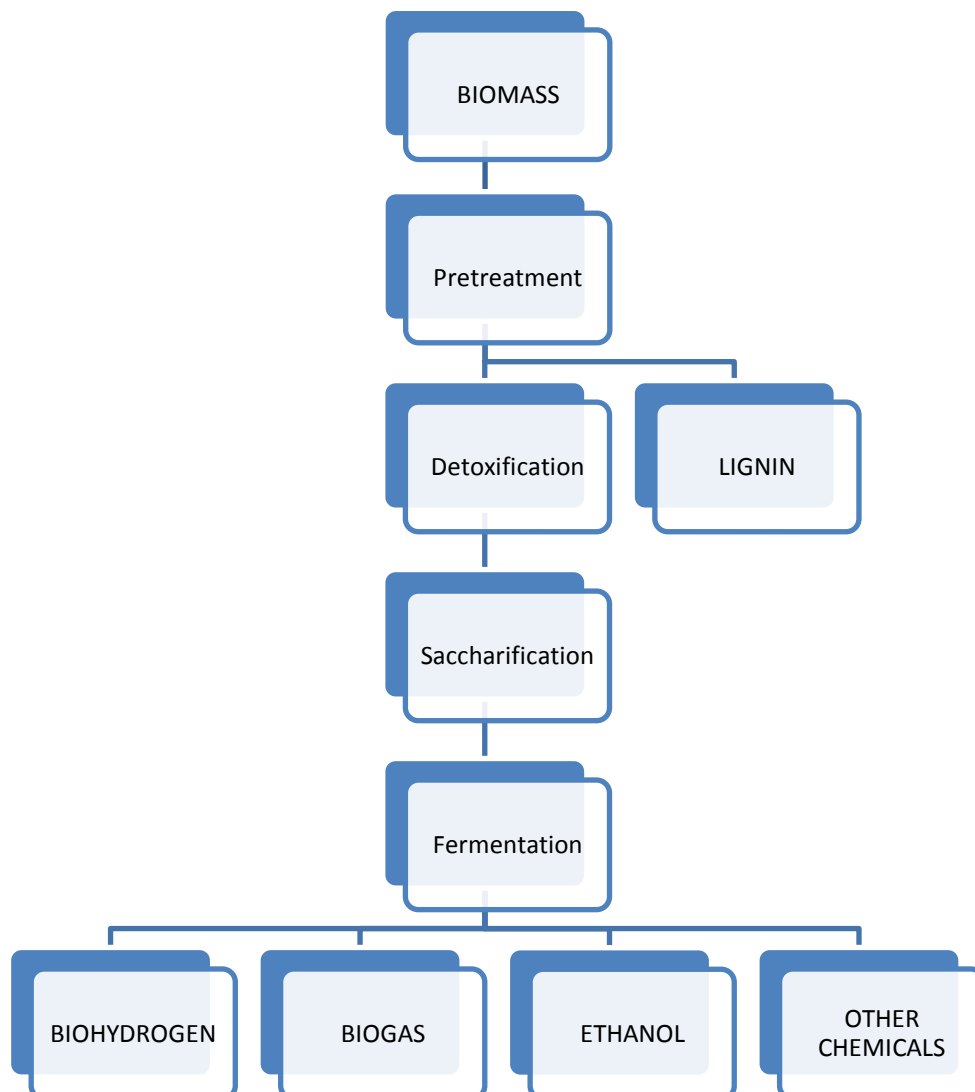 BIOMASS
Pretreatment
Detoxification
LIGNIN
Saccharification
Fermentation
BIOHYDROGEN
BIOGAS
ETHANOL
OTHER
CHEMICALS